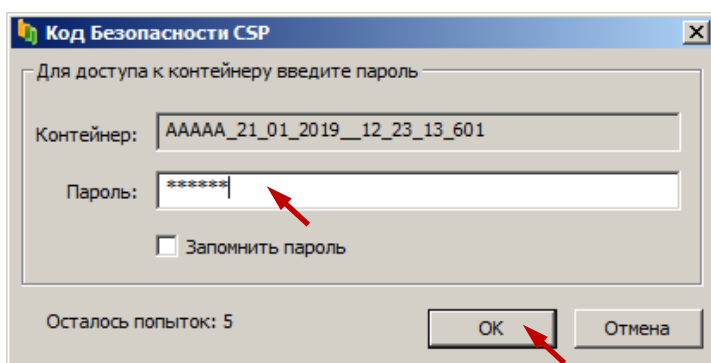 Код Безопасности CSP
Для доступа к контейнеру введите пароль
Контейнер: AAAAA_21_01_2019__12_23_13_601
Пароль: ******
Запомнить пароль
Осталось попыток: 5 OK Отмена